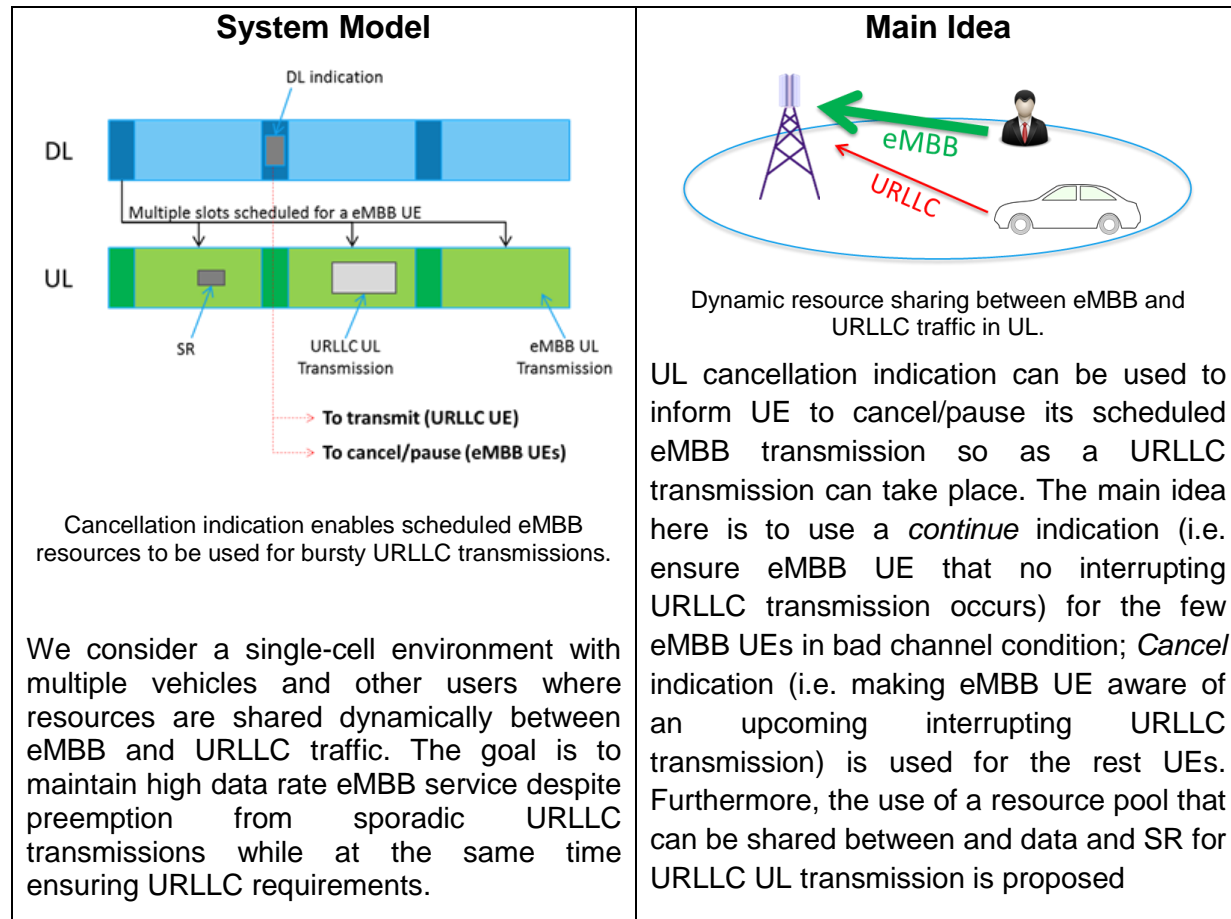 System Model
DL indication
DL
Multiple slots scheduled for a eMBB UE
UL
SR
URLLC UL
Transmission
eMBB UL
Transmission
To transmit (URLLC UE)
To cancel/pause (eMBB UEs)
Cancellation indication enables scheduled eMBB
resources to be used for bursty URLLC transmissions.
We consider a single-cell environment with
multiple vehicles and other users where
resources are shared dynamically between
eMBB and URLLC traffic. The goal is to
maintain high data rate eMBB service despite
preemption from sporadic URLLC
transmissions while at the same time
ensuring URLLC requirements.
Main Idea
eMBB
URLLC
Dynamic resource sharing between eMBB and
URLLC traffic in UL.
UL cancellation indication can be used to
inform UE to cancel/pause its scheduled
eMBB transmission so as a URLLC
transmission can take place. The main idea
here is to use a continue indication (i.e.
ensure eMBB UE that no interrupting
URLLC transmission occurs) for the few
eMBB UEs in bad channel condition; Cancel
indication (i.e. making eMBB UE aware of
an upcoming interrupting URLLC
transmission) is used for the rest UEs.
Furthermore, the use of a resource pool that
can be shared between and data and SR for
URLLC UL transmission is proposed